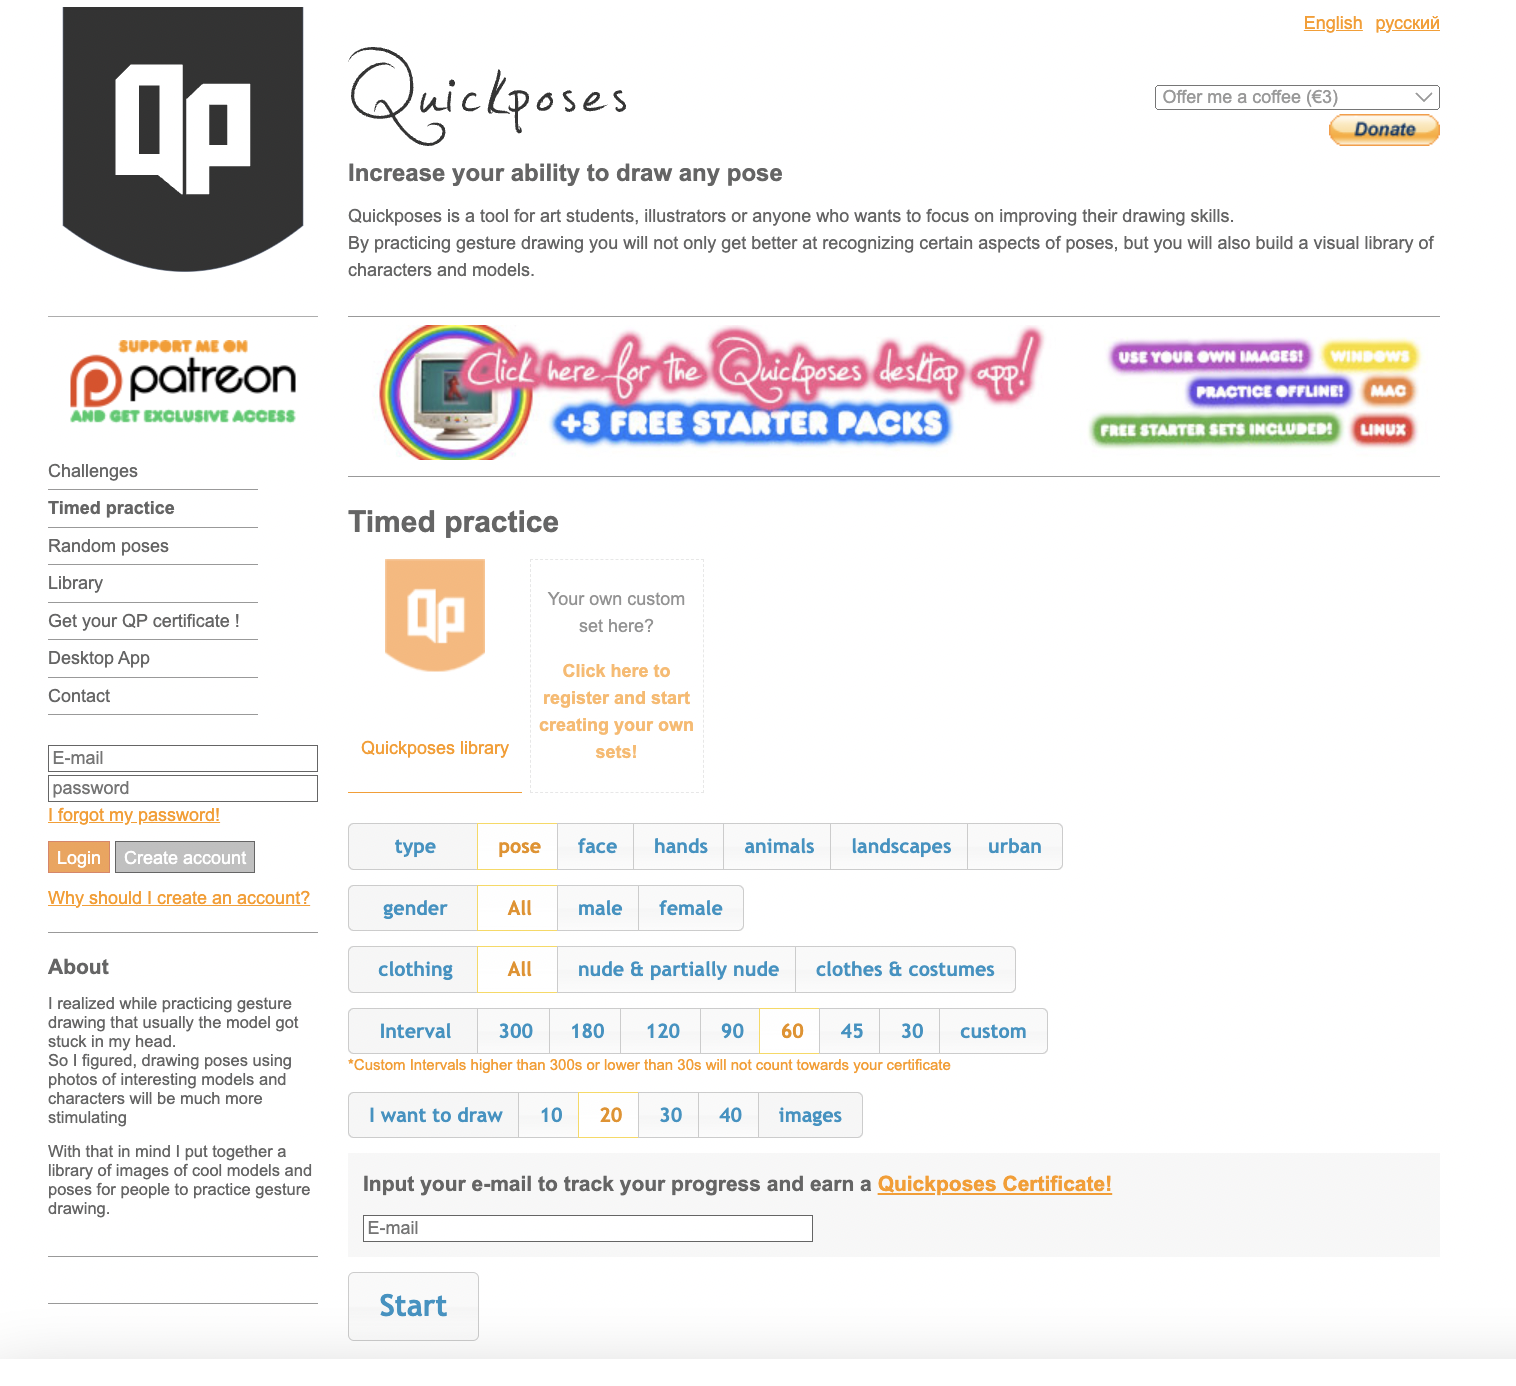 English русский
QP
Quickposes
Offer me a coffee (€3)
Donate
Increase your ability to draw any pose
Quickposes is a tool for art students, illustrators or anyone who wants to focus on improving their drawing skills.
By practicing gesture drawing you will not only get better at recognizing certain aspects of poses, but you will also build a visual library of
characters and models.
SUPPORT ME ON
patreon
AND GET EXCLUSIVE ACCESS
Click here for the Quickposes desktop app!
+5 FREE STARTER PACKS
USE YOUR OWN IMAGES! WINDOWS
PRACTICE OFFLINE! MAC
FREE STARTER SETS INCLUDED! LINUX
Challenges
Timed practice
Random poses
Library
Get your QP certificate !
Desktop App
Contact
E-mail
password
I forgot my password!
Login Create account
Why should I create an account?
About
I realized while practicing gesture
drawing that usually the model got
stuck in my head.
So I figured, drawing poses using
photos of interesting models and
characters will be much more
stimulating
With that in mind I put together a
library of images of cool models and
poses for people to practice gesture
drawing.
Timed practice
QP
Quickposes library
Your own custom
set here?
Click here to
register and start
creating your own
sets!
type pose face hands animals landscapes urban
gender All male female
clothing All nude & partially nude clothes & costumes
Interval 300 180 120 90 60 45 30 custom
*Custom Intervals higher than 300s or lower than 30s will not count towards your certificate
I want to draw 10 20 30 40 images
Input your e-mail to track your progress and earn a Quickposes Certificate!
E-mail
Start